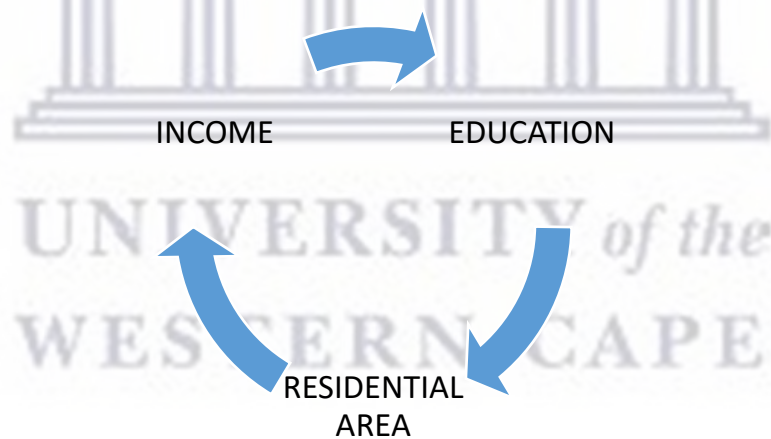 INCOME EDUCATION
UNIVERSITY of the
WESTERN CAPE
RESIDENTIAL
AREA